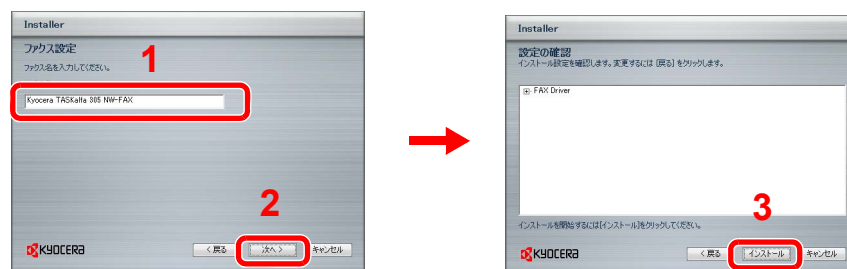 Installer
ファクス設定
1
ファクス名を入力してください。
Kyocera TASKalfa 305 NW-FAX
2
KYOCERA
< 戻る
次へ >
キャンセル
Installer
設定の確認
インストール設定を確認します。変更するには [戻る] をクリックします。
FAX Driver
3
インストールを開始するには[インストール]をクリックしてください。
KYOCERA
< 戻る
インストール
キャンセル